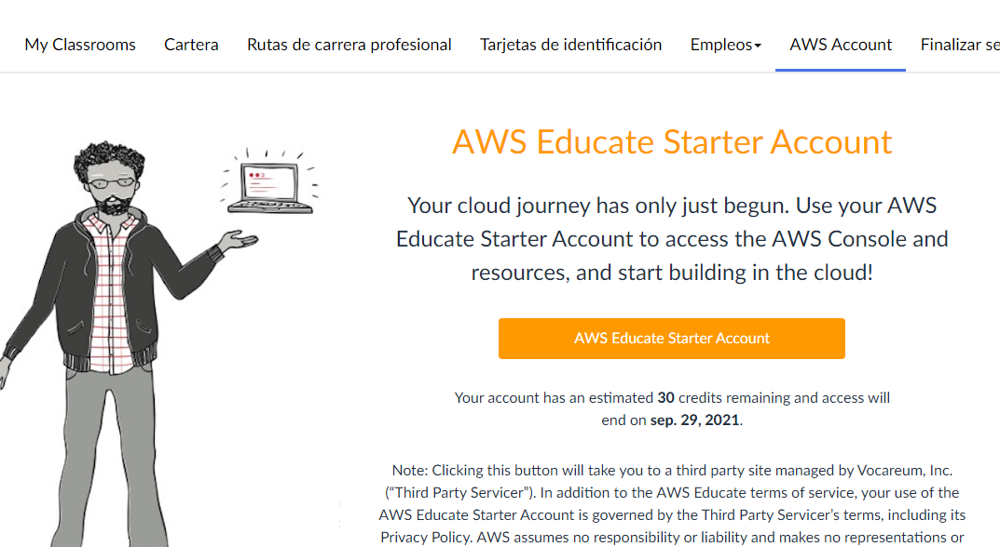 My Classrooms Cartera Rutas de carrera profesional Tarjetas de identificación Empleos AWS Account Finalizar se
AWS Educate Starter Account
Your cloud journey has only just begun. Use your AWS
Educate Starter Account to access the AWS Console and
resources, and start building in the cloud!
AWS Educate Starter Account
Your account has an estimated 30 credits remaining and access will
end on sep. 29, 2021.
Note: Clicking this button will take you to a third party site managed by Vocareum, Inc.
(“Third Party Servicer”). In addition to the AWS Educate terms of service, your use of the
AWS Educate Starter Account is governed by the Third Party Servicer’s terms, including its
Privacy Policy. AWS assumes no responsibility or liability and makes no representations or